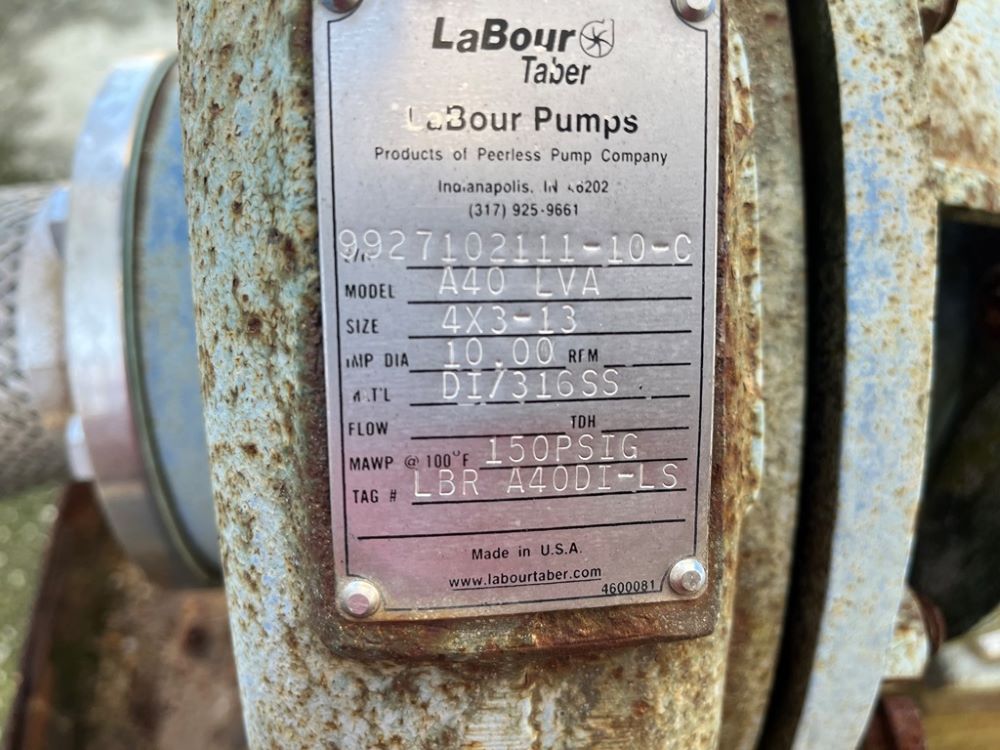 LaBour
Taber
LaBour Pumps
Products of Peerless Pump Company
Indianapolis, IN 46202
(317) 925-9661
9927102111-10-C
MODEL A40 LVA
SIZE 4X3-13
IMP DIA 10.00 RPM
MAT'L DI/316SS
FLOW TDH
MAWP @ 100°F 150PSIG
TAG # LBR A40DI-LS
Made in U.S.A.
www.labourtaber.com
4600081